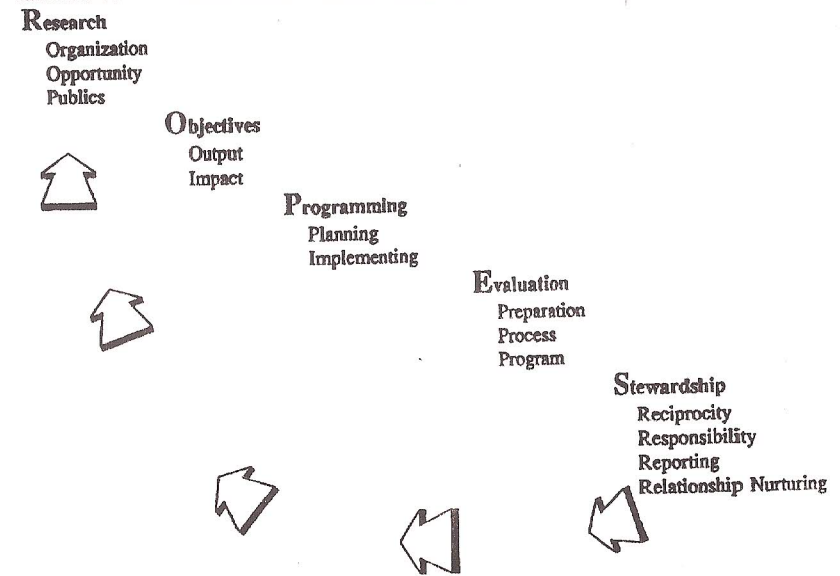 Research
Organization
Opportunity
Publics
Objectives
Output
Impact
Programming
Planning
Implementing
Evaluation
Preparation
Process
Program
Stewardship
Reciprocity
Responsibility
Reporting
Relationship Nurturing